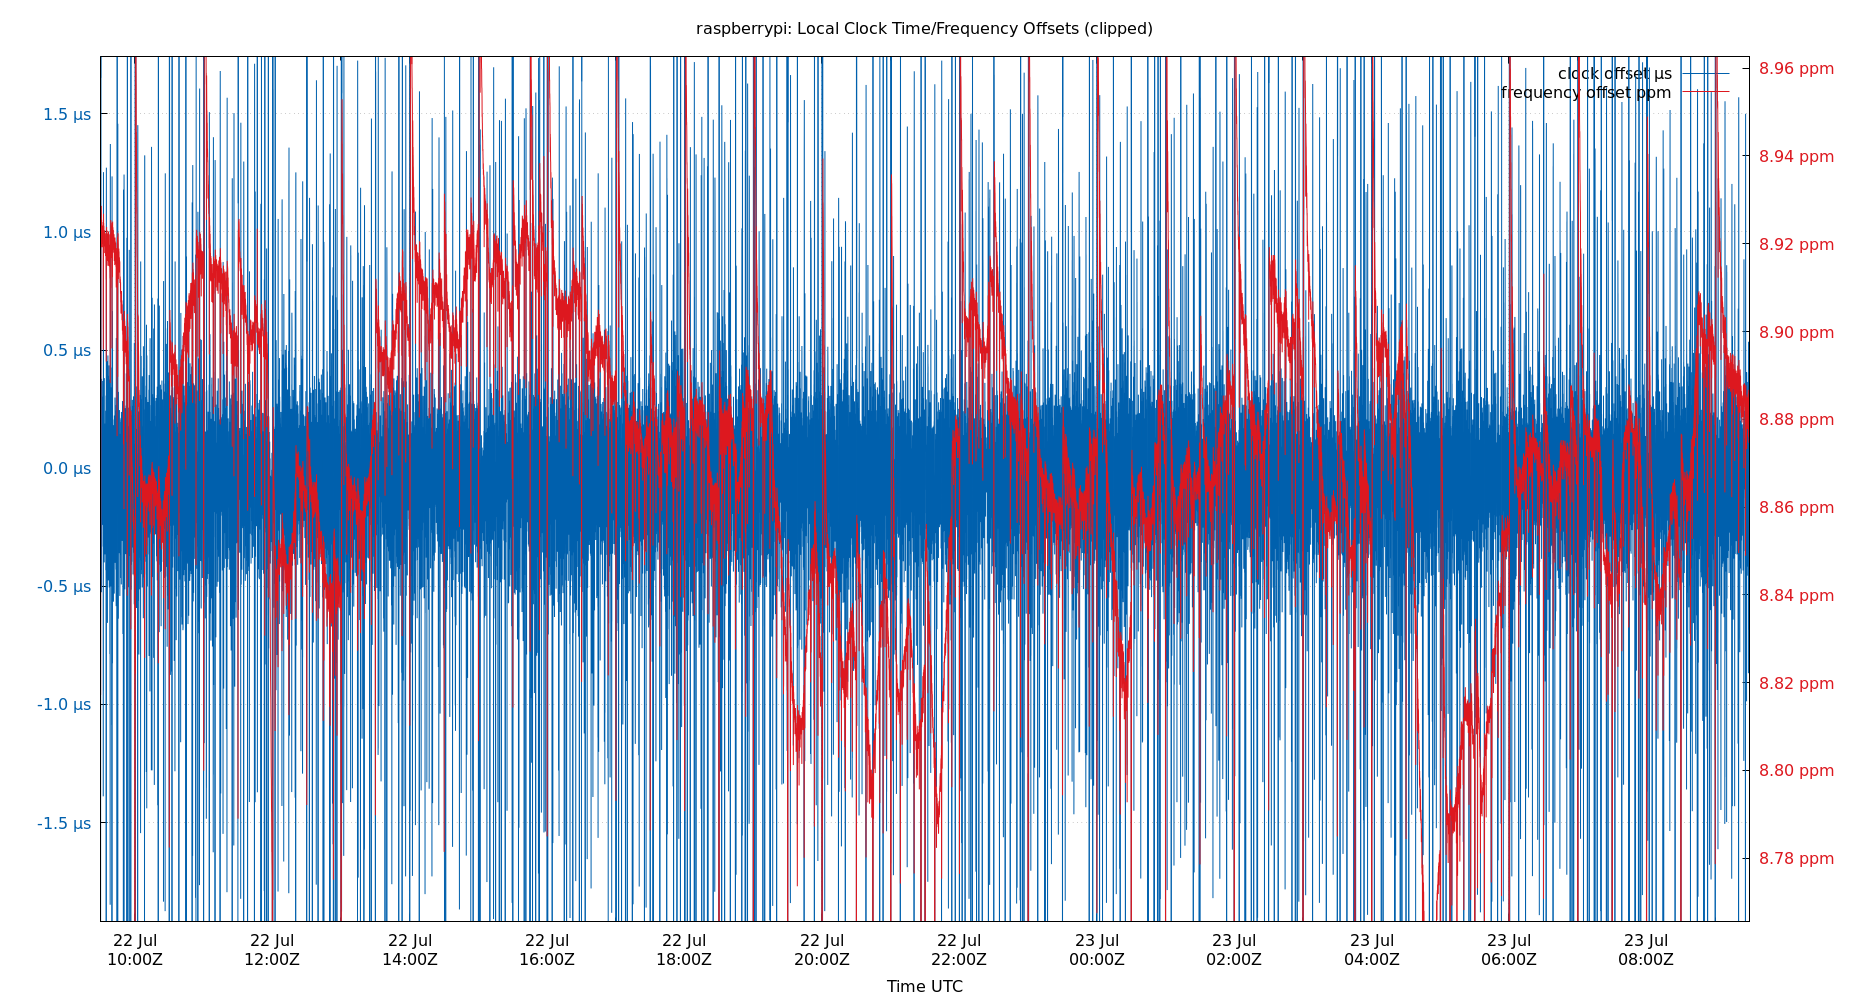 raspberrypi: Local Clock Time/Frequency Offsets (clipped)
clock offset µs
frequency offset ppm
1.5 µs
1.0 µs
0.5 µs
0.0 µs
-0.5 µs
-1.0 µs
-1.5 µs
8.96 ppm
8.94 ppm
8.92 ppm
8.90 ppm
8.88 ppm
8.86 ppm
8.84 ppm
8.82 ppm
8.80 ppm
8.78 ppm
22 Jul 22 Jul 22 Jul 22 Jul 22 Jul 22 Jul 22 Jul 23 Jul 23 Jul 23 Jul 23 Jul 23 Jul
10:00Z 12:00Z 14:00Z 16:00Z 18:00Z 20:00Z 22:00Z 00:00Z 02:00Z 04:00Z 06:00Z 08:00Z
Time UTC